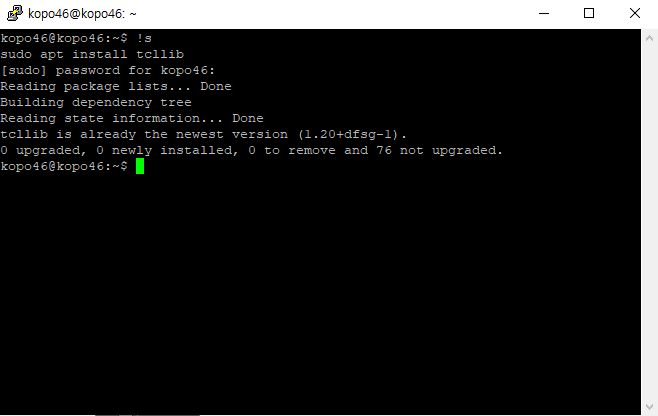 kopo46@kopo46: ~
kopo46@kopo46:~$ !s
sudo apt install tcllib
[sudo] password for kopo46:
Reading package lists... Done
Building dependency tree
Reading state information... Done
tcllib is already the newest version (1.20+dfsg-1).
0 upgraded, 0 newly installed, 0 to remove and 76 not upgraded.
kopo46@kopo46:~$